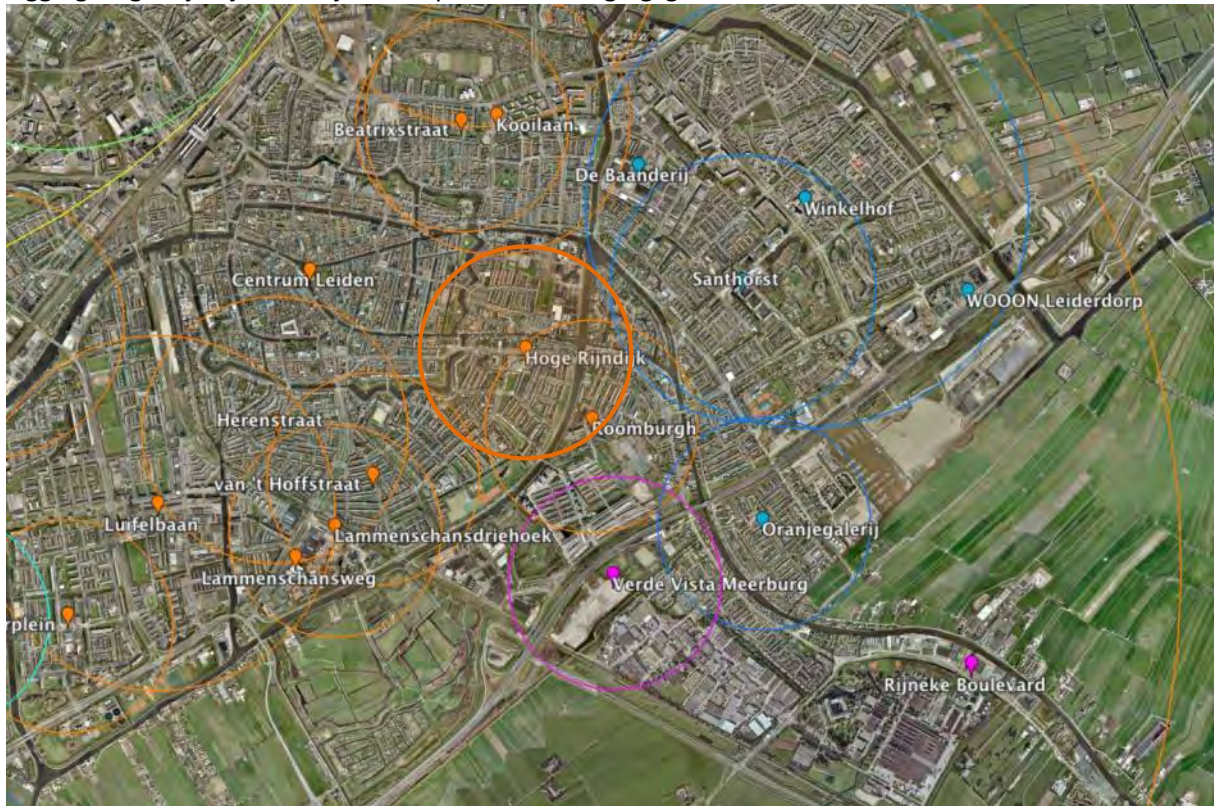 Beatrixstraat
Kooilaan
De Baanderij
Winkelhof
Centrum Leiden
Santhorst
WOOON Leiderdorp
Hoge Rijndijk
Herenstraat
Roomburgh
van 't Hoffstraat
Luifelbaan
Lammenschansdriehoek
Oranjegalerij
Lammenschansweg
Verde Vista Meerburg
rplein
Rijneke Boulevard